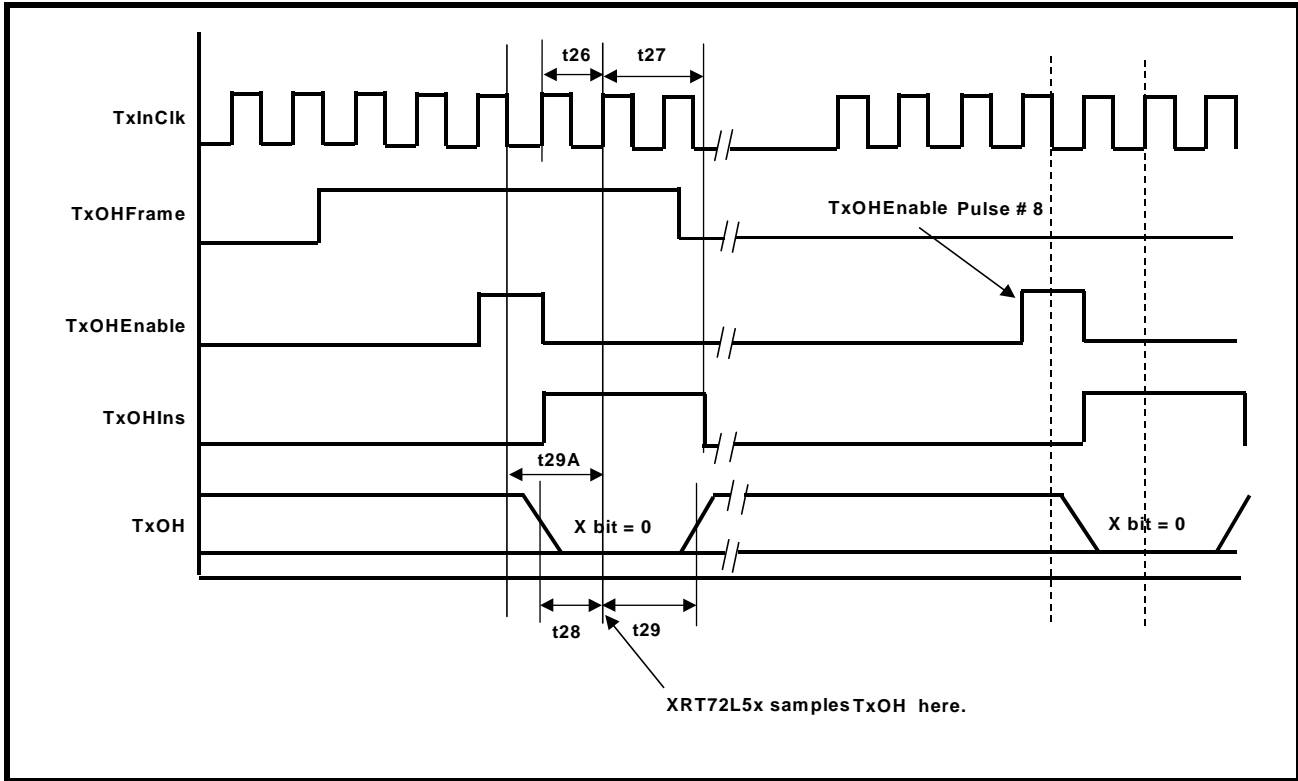 t26
t27
TxInClk
TxOHFrame
TxOHEnable Pulse # 8
TxOHEnable
TxOHIns
t29A
TxOH
X bit = 0
X bit = 0
t28
t29
XRT72L5x samples TxOH here.